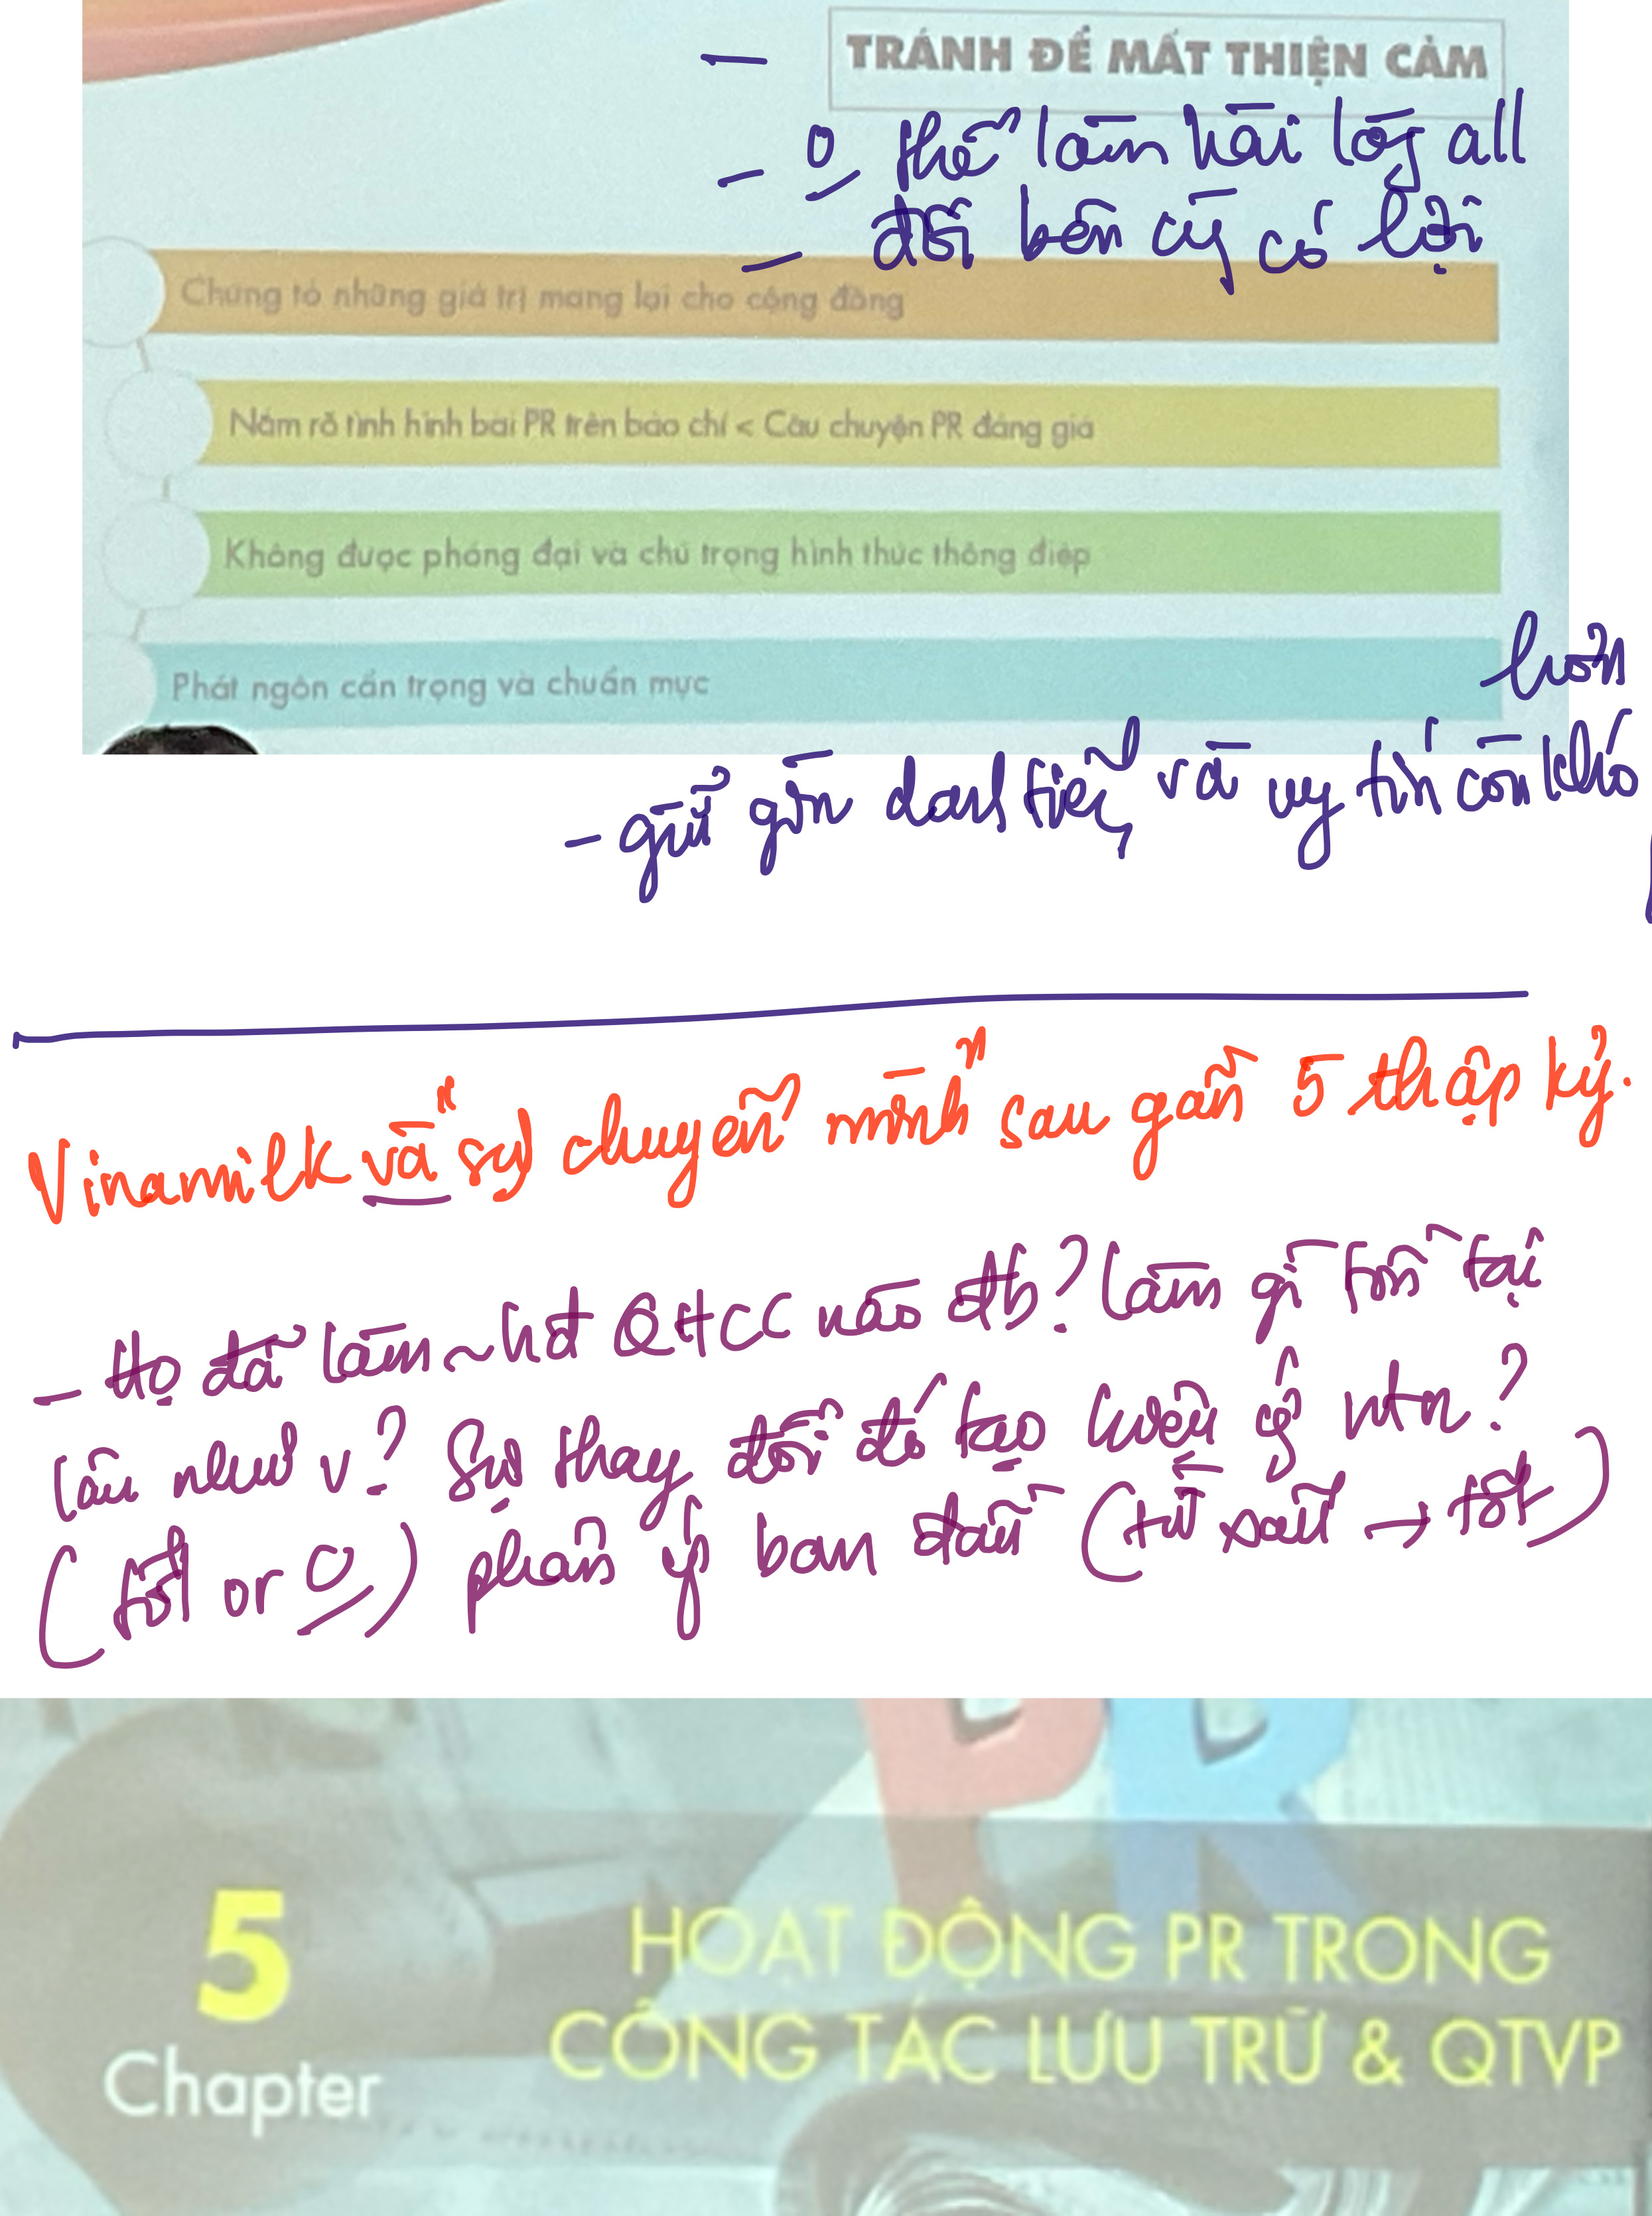 TRÁNH ĐỂ MẤT THIỆN CẢM
- 0 thể làm hài lòg all
- đôi bên cùg có lợi
Chứng tỏ những giá trị mang lại cho cộng đồng
Nắm rõ tình hình bài PR trên báo chí < Câu chuyện PR đáng giá
Không được phóng đại và chú trọng hình thức thông điệp
Phát ngôn cẩn trọng và chuẩn mực
- giữ gìn danh tiếng và uy tín còn khó
hơn
Vinamilk và sự chuyển mình sau gần 5 thập kỷ.
- Họ đã làm ~ hđ QHCC nào đb? làm gì tồn tại
lâu như v? Sự thay đổi đó tạo hiệu ứg ntn?
(tốt or 0) phản ý ban đầu (từ xấu → tốt)
5
Chapter
HOẠT ĐỘNG PR TRONG
CÔNG TÁC LƯU TRỮ & QTVP